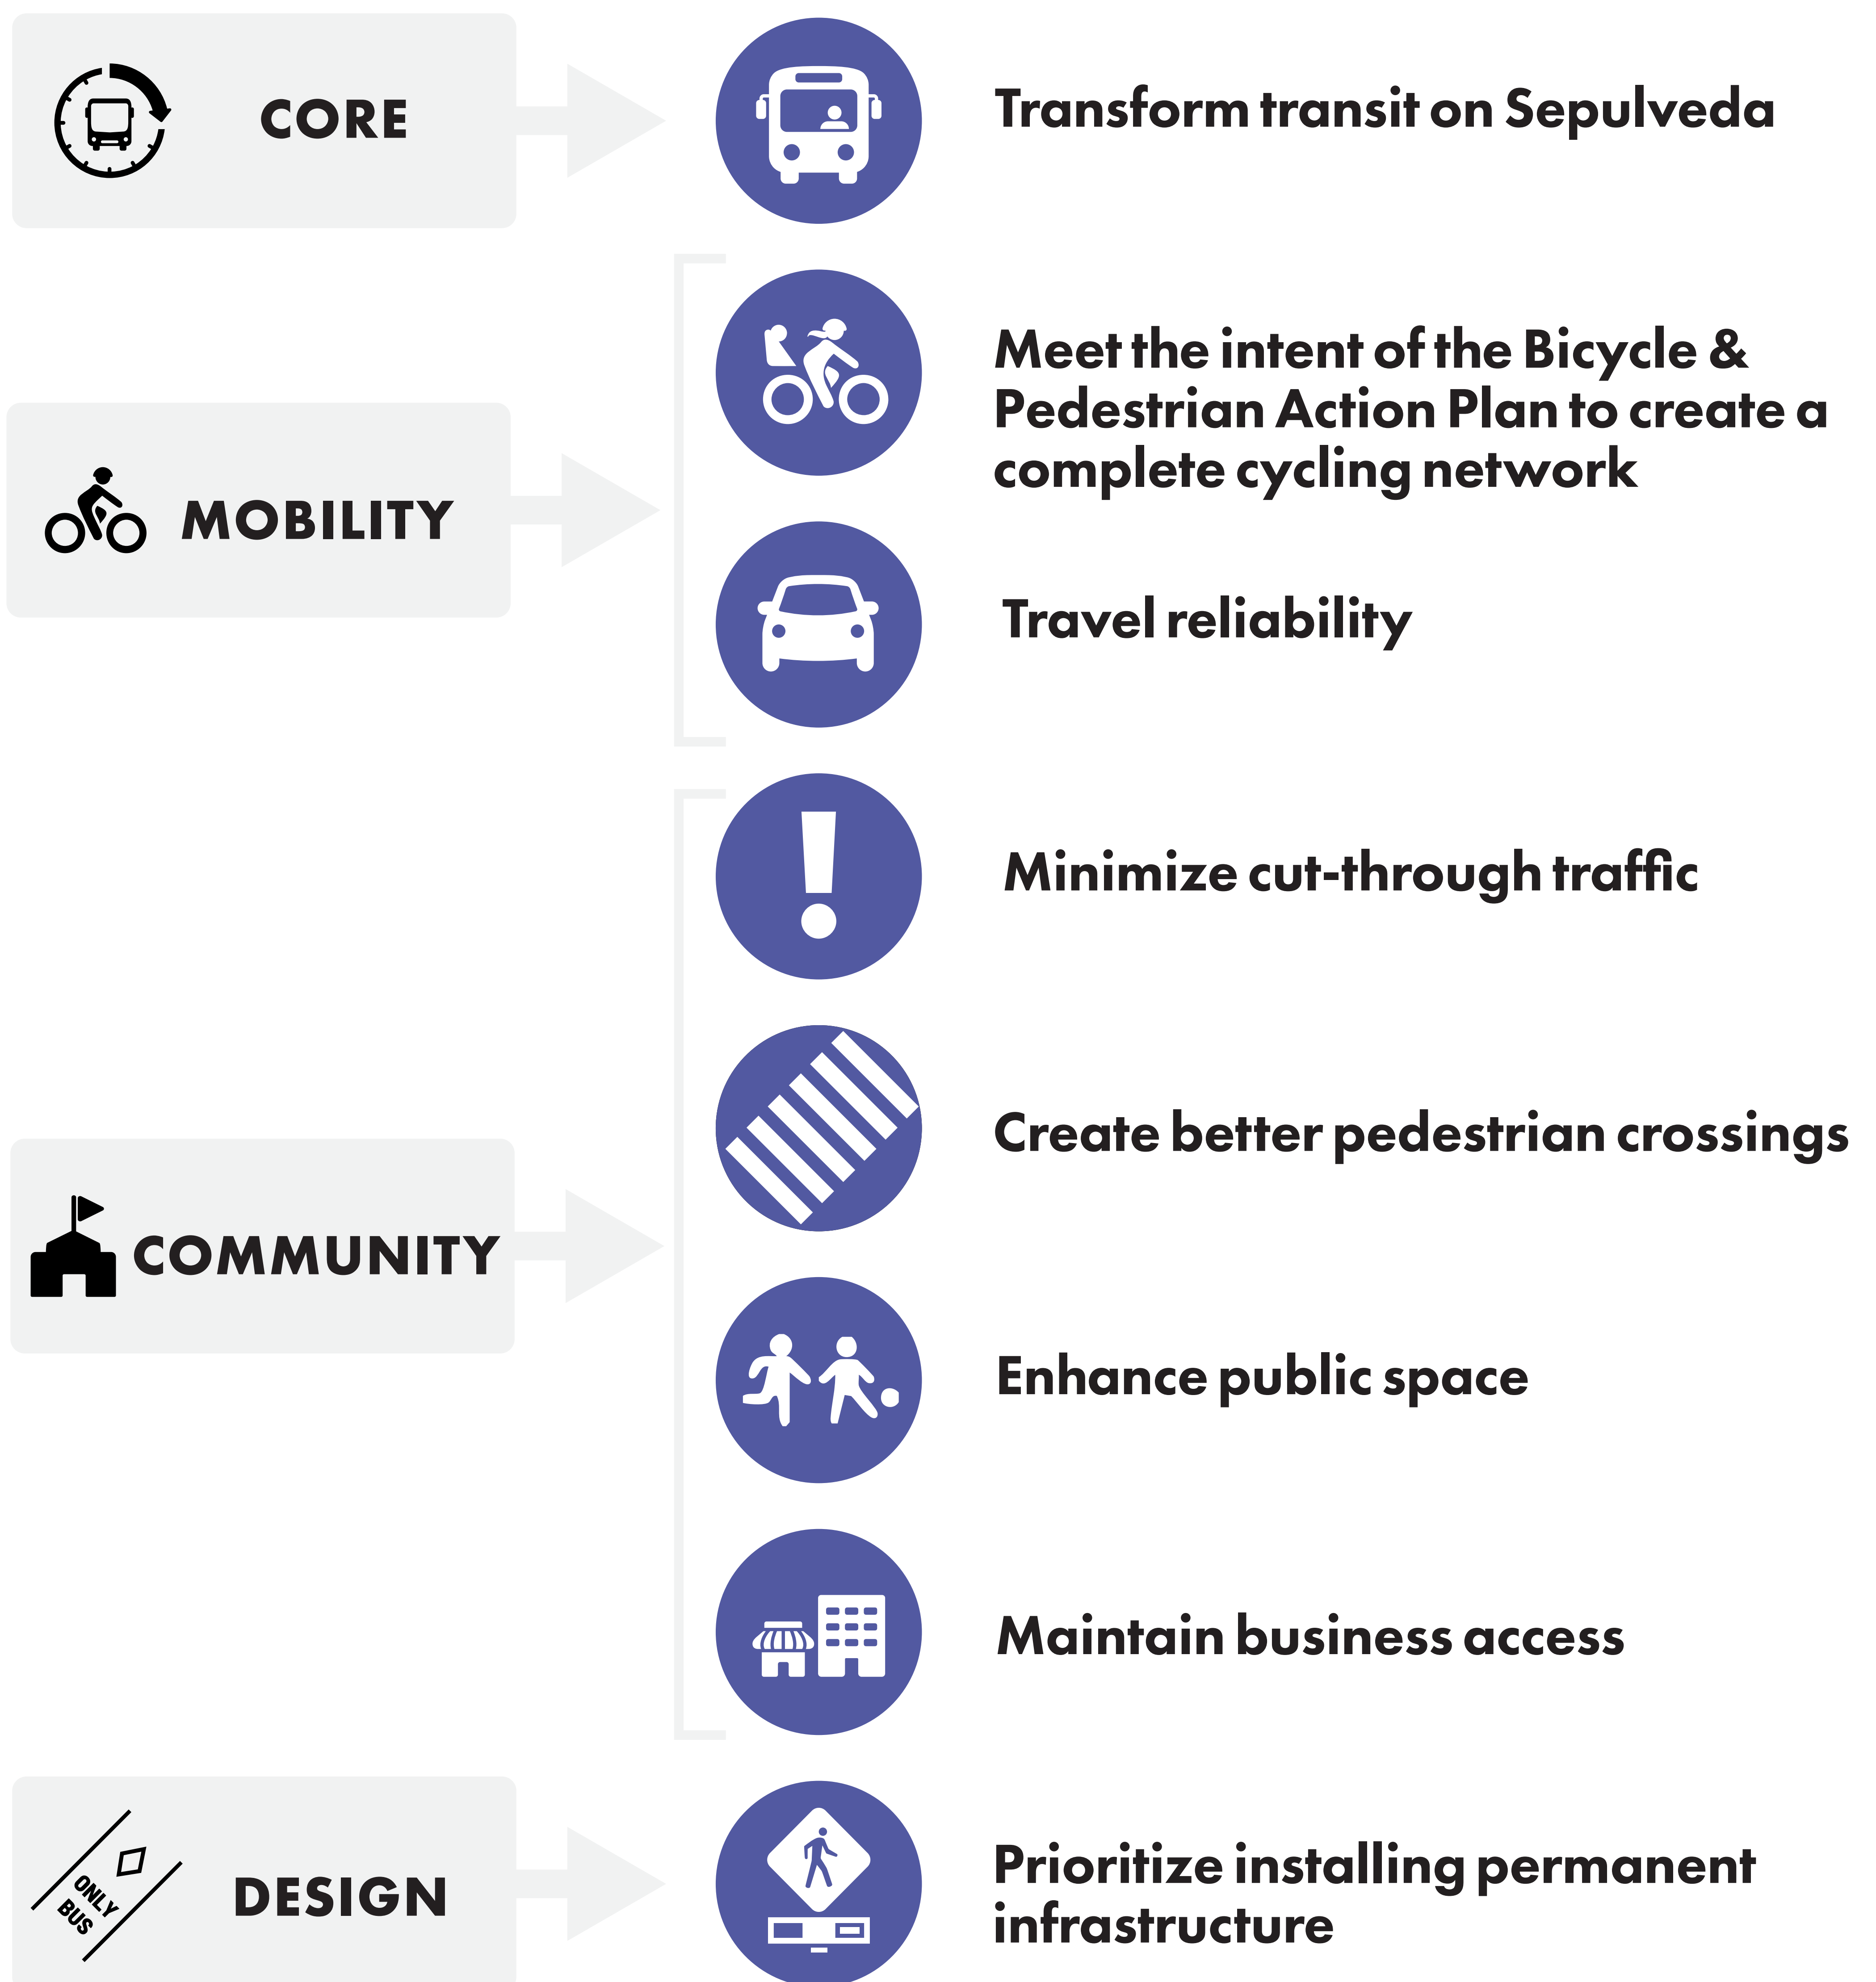 CORE
Transform transit on Sepulveda
MOBILITY
Meet the intent of the Bicycle &
Pedestrian Action Plan to create a
complete cycling network
Travel reliability
COMMUNITY
Minimize cut-through traffic
Create better pedestrian crossings
Enhance public space
Maintain business access
ONLY
BUS
DESIGN
Prioritize installing permanent
infrastructure